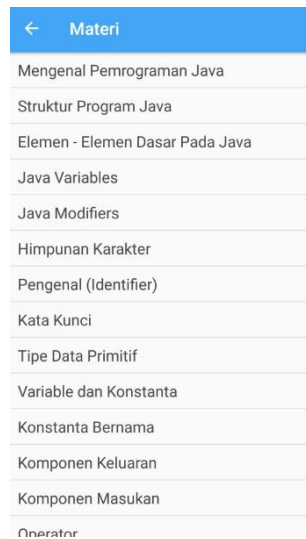 Materi
Mengenal Pemrograman Java
Struktur Program Java
Elemen - Elemen Dasar Pada Java
Java Variables
Java Modifiers
Himpunan Karakter
Pengenal (Identifier)
Kata Kunci
Tipe Data Primitif
Variable dan Konstanta
Konstanta Bernama
Komponen Keluaran
Komponen Masukan
Operator